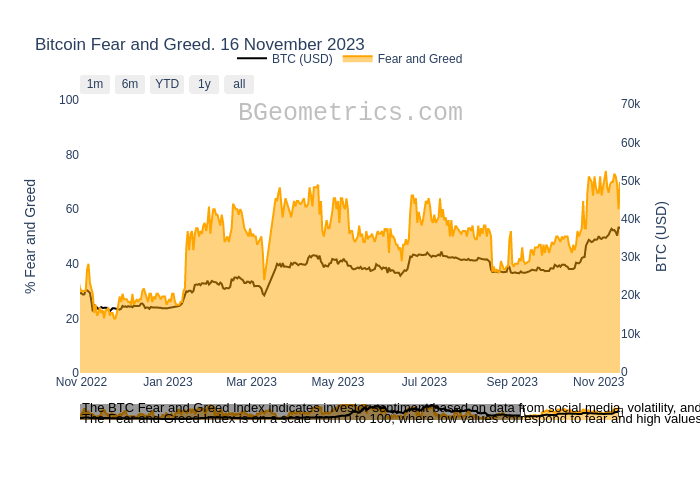 Bitcoin Fear and Greed. 16 November 2023
BTC (USD) Fear and Greed
1m 6m YTD 1y all
BGeometrics.com
100
80
60
40
20
0
% Fear and Greed
70k
60k
50k
40k
30k
20k
10k
0
BTC (USD)
Nov 2022 Jan 2023 Mar 2023 May 2023 Jul 2023 Sep 2023 Nov 2023
The BTC Fear and Greed Index indicates investor sentiment based on data from social media, volatility, and
The Fear and Greed Index is on a scale from 0 to 100, where low values correspond to fear and high values